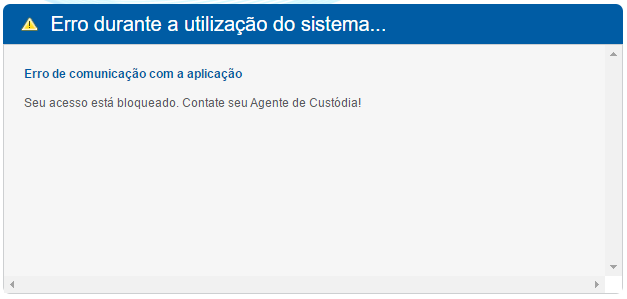 Erro durante a utilização do sistema...
Erro de comunicação com a aplicação
Seu acesso está bloqueado. Contate seu Agente de Custódia!